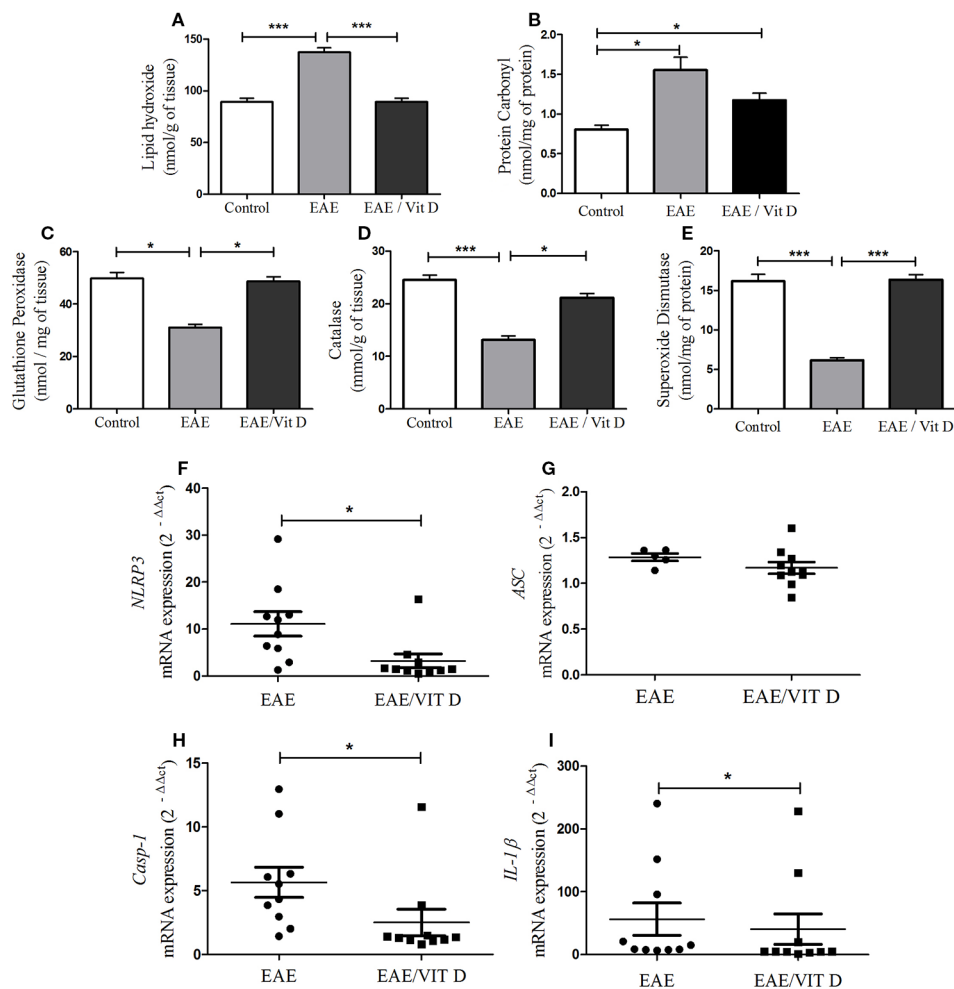 A
***
***
Lipid hydroxide
(nmol/g of tissue)
150
100
50
0
Control
EAE
EAE / Vit D
B
*
*
Protein Carbonyl
(nmol/mg of protein)
2.0
1.5
1.0
0.5
0.0
Control
EAE
EAE / Vit D
C
*
*
Glutathione Peroxidase
(nmol / mg of tissue)
60
40
20
0
Control
EAE
EAE/Vit D
D
***
*
Catalase
(nmol/g of tissue)
30
20
10
0
Control
EAE
EAE / Vit D
E
***
***
Superoxide Dismutase
(nmol/mg of protein)
20
15
10
5
0
Control
EAE
EAE / Vit D
F
*
NLRP3
mRNA expression (2 - ΔΔct)
40
30
20
10
0
EAE
EAE/VIT D
G
ASC
mRNA expression (2 - ΔΔct)
2.0
1.5
1.0
0.5
0.0
EAE
EAE/VIT D
H
*
Casp-1
mRNA expression (2 - ΔΔct)
15
10
5
0
EAE
EAE/VIT D
I
*
IL-1β
mRNA expression (2 - ΔΔct)
300
200
100
50
0
EAE
EAE/VIT D